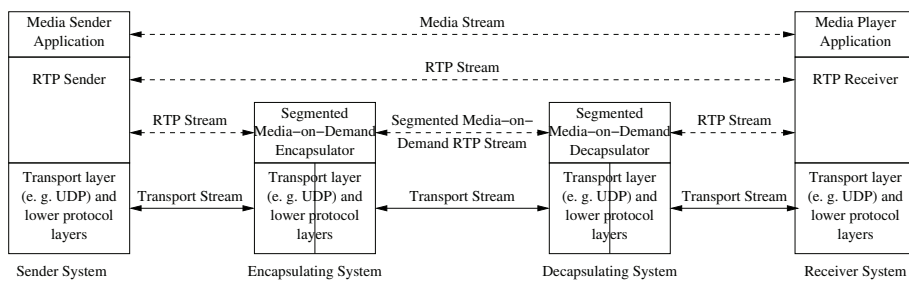 Media Sender
Application
Media Stream
Media Player
Application
RTP Sender
RTP Stream
RTP Receiver
RTP Stream
Segmented
Media−on−Demand
Encapsulator
Segmented Media−on−
Demand RTP Stream
Segmented
Media−on−Demand
Decapsulator
RTP Stream
Transport layer
(e. g. UDP) and
lower protocol
layers
Transport Stream
Transport layer
(e. g. UDP) and
lower protocol
layers
Transport Stream
Transport layer
(e. g. UDP) and
lower protocol
layers
Transport Stream
Transport layer
(e. g. UDP) and
lower protocol
layers
Sender System
Encapsulating System
Decapsulating System
Receiver System